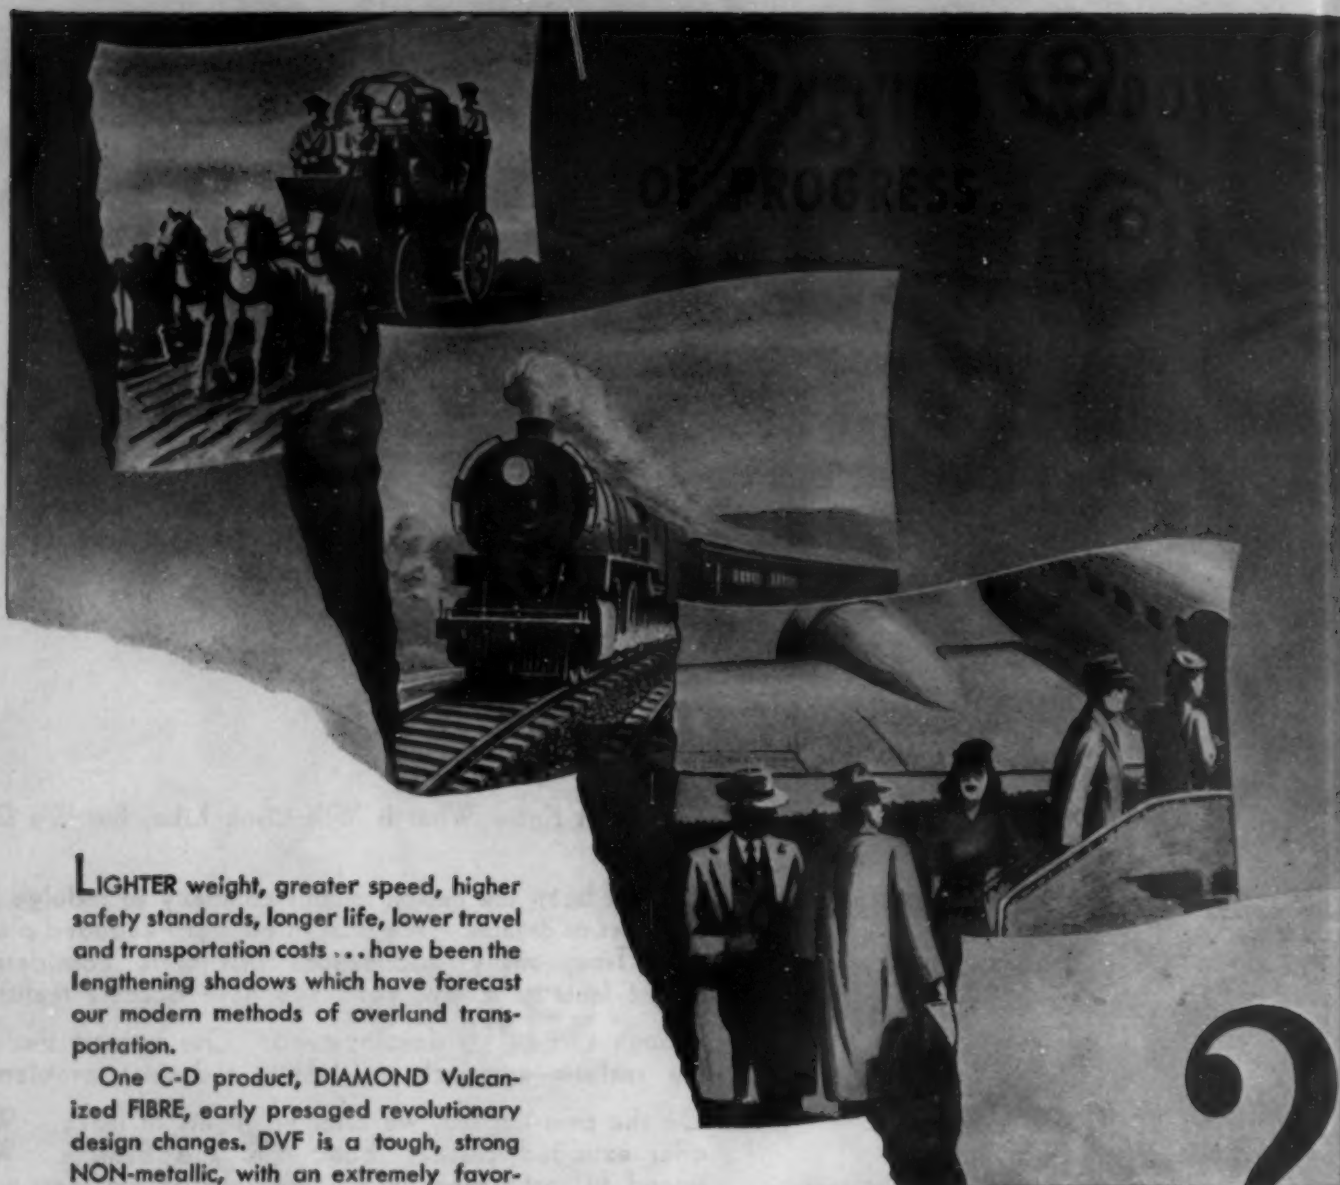 OF PROGRESS
LIGHTER weight, greater speed, higher
safety standards, longer life, lower travel
and transportation costs ... have been the
lengthening shadows which have forecast
our modern methods of overland trans-
portation.
One C-D product, DIAMOND Vulcan-
ized FIBRE, early presaged revolutionary
design changes. DVF is a tough, strong
NON-metallic, with an extremely favor-
?